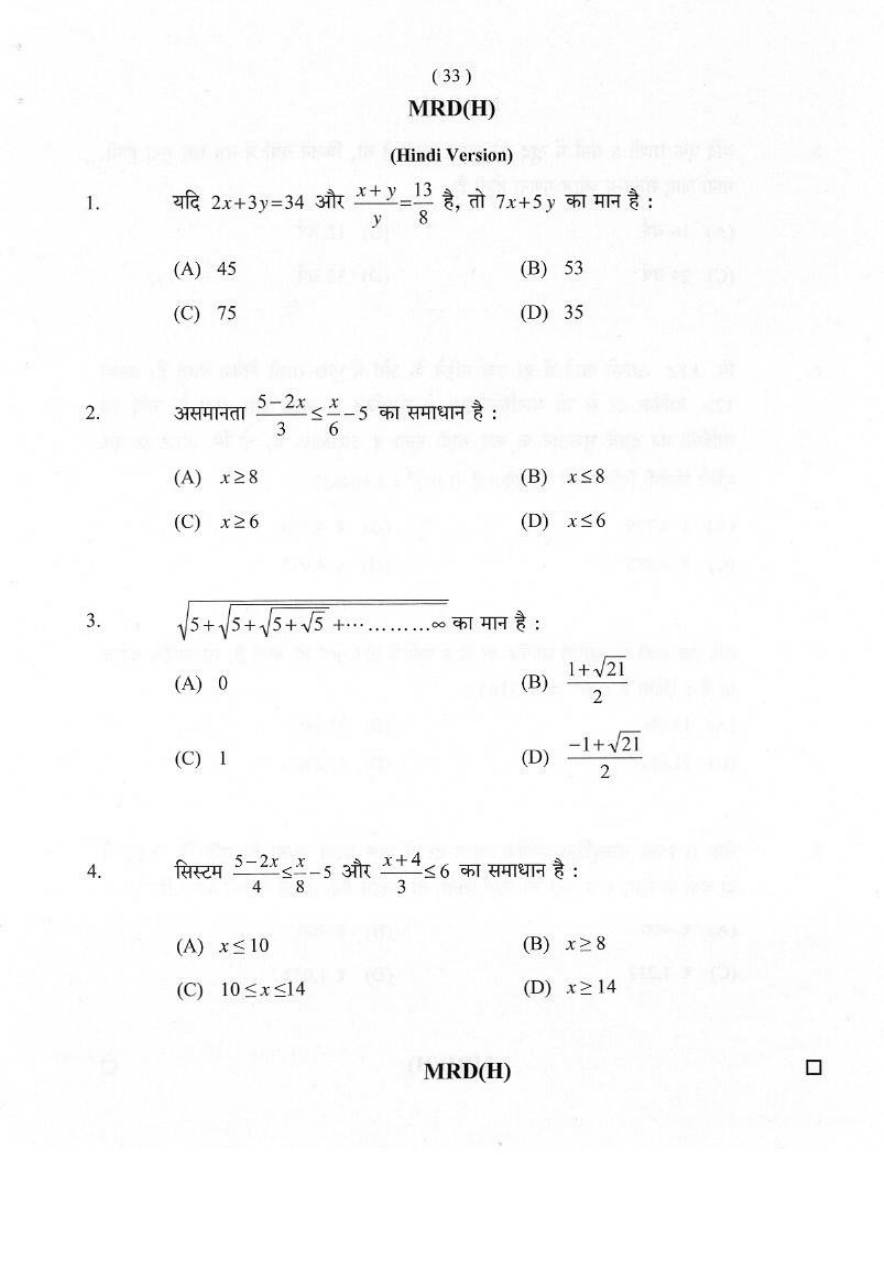 ( 33 )
MRD(H)
(Hindi Version)
1. यदि 2x+3y=34 और (x+y)/y=13/8 है, तो 7x+5y का मान है :
(A) 45 (B) 53
(C) 75 (D) 35
2. असमानता (5−2x)/3 ≤ x/6 −5 का समाधान है :
(A) x≥8 (B) x≤8
(C) x≥6 (D) x≤6
3. √(5+√(5+√(5+√5 +⋯………∞ का मान है :
(A) 0 (B) (1+√21)/2
(C) 1 (D) (−1+√21)/2
4. सिस्टम (5−2x)/4 ≤ x/8 −5 और (x+4)/3 ≤ 6 का समाधान है :
(A) x≤10 (B) x≥8
(C) 10≤x≤14 (D) x≥14
MRD(H) □